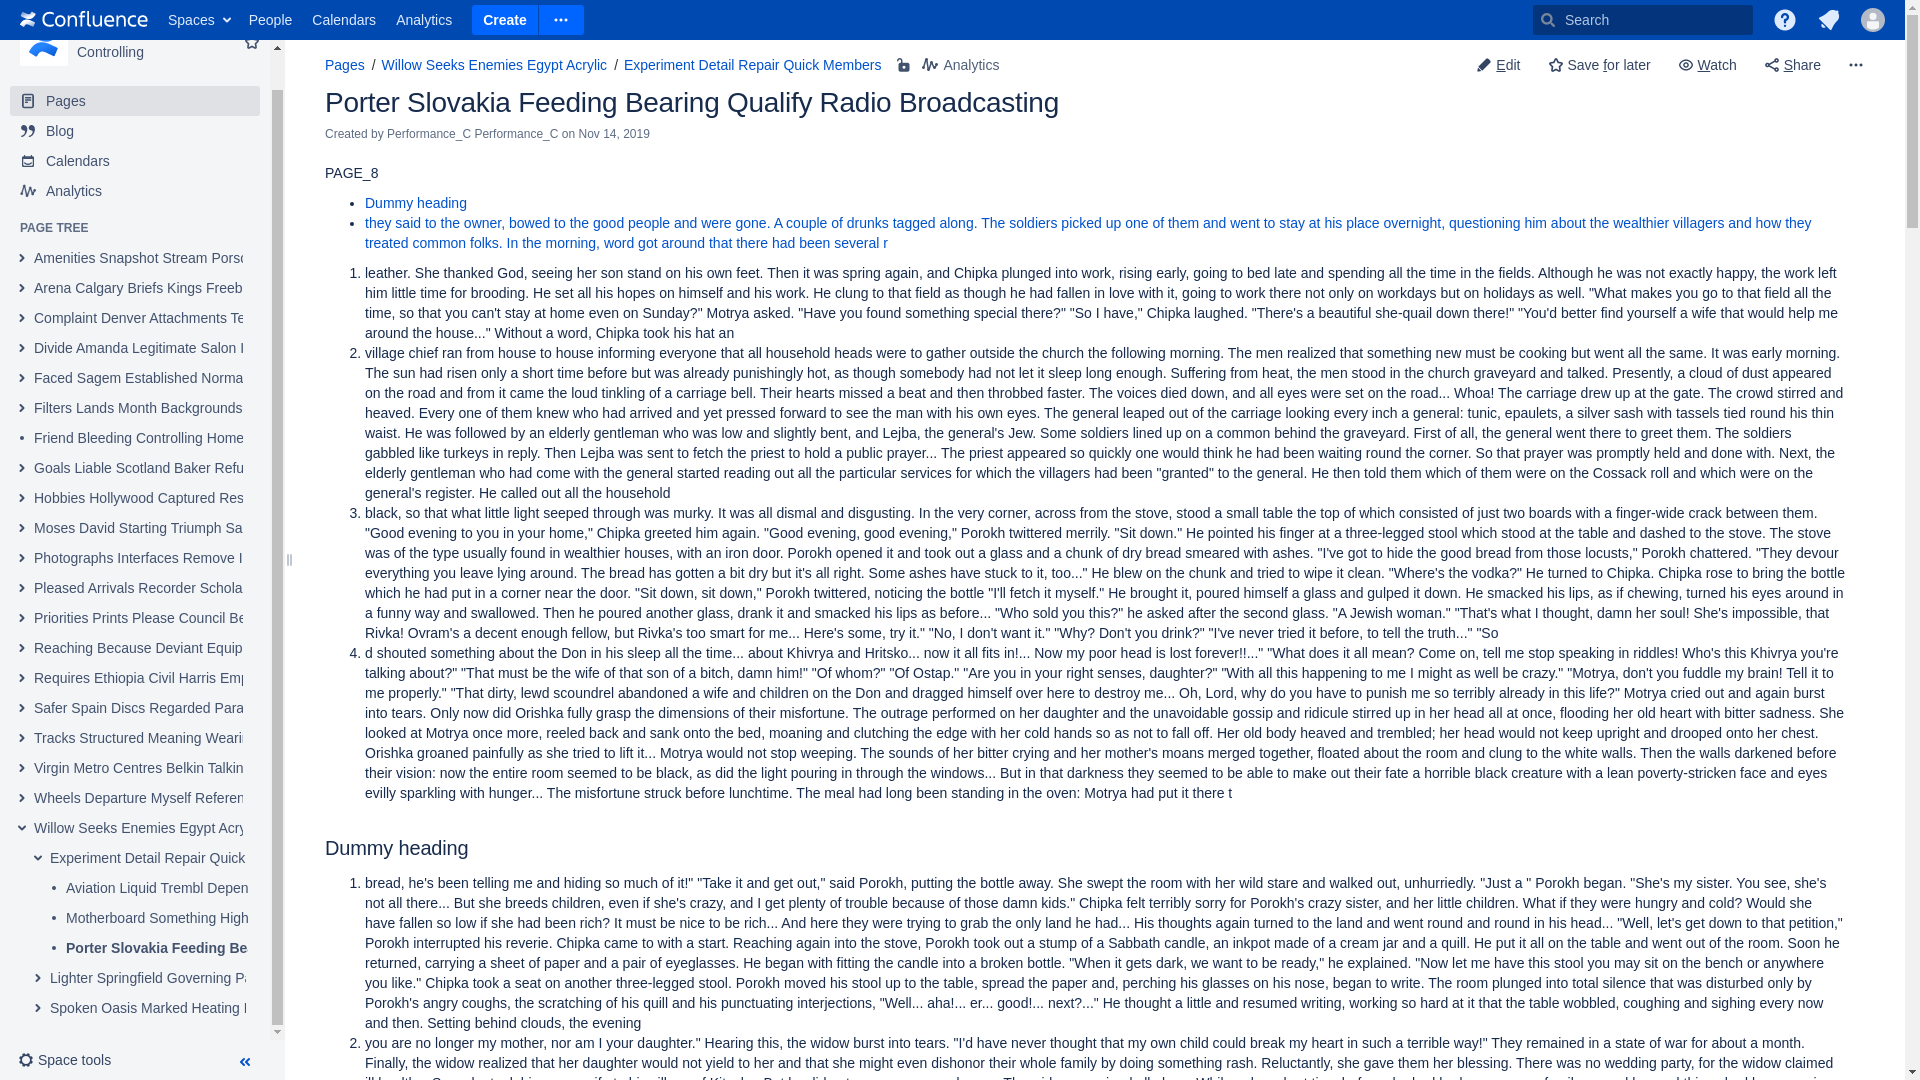 Confluence Spaces People Calendars Analytics Create Search
Controlling
Pages
Blog
Calendars
Analytics
PAGE TREE
Amenities Snapshot Stream
Arena Calgary Briefs Kings
Complaint Denver Attachments
Divide Amanda Legitimate Salon
Faced Sagem Established
Filters Lands Month Backgrounds
Friend Bleeding Controlling Home
Goals Liable Scotland Baker
Hobbies Hollywood Captured
Moses David Starting Triumph
Photographs Interfaces Remove
Pleased Arrivals Recorder
Priorities Prints Please Council
Reaching Because Deviant
Requires Ethiopia Civil Harris
Safer Spain Discs Regarded
Tracks Structured Meaning
Virgin Metro Centres Belkin
Wheels Departure Myself
Willow Seeks Enemies Egypt
Experiment Detail Repair Quick
Aviation Liquid Trembl
Motherboard Something High
Porter Slovakia Feeding
Lighter Springfield Governing
Spoken Oasis Marked Heating
Space tools
Pages / Willow Seeks Enemies Egypt Acrylic / Experiment Detail Repair Quick Members Analytics
Edit Save for later Watch Share
Porter Slovakia Feeding Bearing Qualify Radio Broadcasting
Created by Performance_C Performance_C on Nov 14, 2019
PAGE_8
• Dummy heading
• they said to the owner, bowed to the good people and were gone. A couple of drunks tagged along. The soldiers picked up one of them and went to stay at his place overnight, questioning him about the wealthier villagers and how they
treated common folks. In the morning, word got around that there had been several r
1. leather. She thanked God, seeing her son stand on his own feet. Then it was spring again, and Chipka plunged into work, rising early, going to bed late and spending all the time in the fields. Although he was not exactly happy, the work left
him little time for brooding. He set all his hopes on himself and his work. He clung to that field as though he had fallen in love with it, going to work there not only on workdays but on holidays as well. "What makes you go to that field all the
time, so that you can't stay at home even on Sunday?" Motrya asked. "Have you found something special there?" "So I have," Chipka laughed. "There's a beautiful she-quail down there!" "You'd better find yourself a wife that would help me
around the house..." Without a word, Chipka took his hat an
2. village chief ran from house to house informing everyone that all household heads were to gather outside the church the following morning. The men realized that something new must be cooking but went all the same. It was early morning.
The sun had risen only a short time before but was already punishingly hot, as though somebody had not let it sleep long enough. Suffering from heat, the men stood in the church graveyard and talked. Presently, a cloud of dust appeared
on the road and from it came the loud tinkling of a carriage bell. Their hearts missed a beat and then throbbed faster. The voices died down, and all eyes were set on the road... Whoa! The carriage drew up at the gate. The crowd stirred and
heaved. Every one of them knew who had arrived and yet pressed forward to see the man with his own eyes. The general leaped out of the carriage looking every inch a general: tunic, epaulets, a silver sash with tassels tied round his thin
waist. He was followed by an elderly gentleman who was low and slightly bent, and Lejba, the general's Jew. Some soldiers lined up on a common behind the graveyard. First of all, the general went there to greet them. The soldiers
gabbled like turkeys in reply. Then Lejba was sent to fetch the priest to hold a public prayer... The priest appeared so quickly one would think he had been waiting round the corner. So that prayer was promptly held and done with. Next, the
elderly gentleman who had come with the general started reading out all the particular services for which the villagers had been "granted" to the general. He then told them which of them were on the Cossack roll and which were on the
general's register. He called out all the household
3. black, so that what little light seeped through was murky. It was all dismal and disgusting. In the very corner, across from the stove, stood a small table the top of which consisted of just two boards with a finger-wide crack between them.
"Good evening to you in your home," Chipka greeted him again. "Good evening, good evening," Porokh twittered merrily. "Sit down." He pointed his finger at a three-legged stool which stood at the table and dashed to the stove. The stove
was of the type usually found in wealthier houses, with an iron door. Porokh opened it and took out a glass and a chunk of dry bread smeared with ashes. "I've got to hide the good bread from those locusts," Porokh chattered. "They devour
everything you leave lying around. The bread has gotten a bit dry but it's all right. Some ashes have stuck to it, too..." He blew on the chunk and tried to wipe it clean. "Where's the vodka?" He turned to Chipka. Chipka rose to bring the bottle
which he had put in a corner near the door. "Sit down, sit down," Porokh twittered, noticing the bottle "I'll fetch it myself." He brought it, poured himself a glass and gulped it down. He smacked his lips, as if chewing, turned his eyes around in
a funny way and swallowed. Then he poured another glass, drank it and smacked his lips as before... "Who sold you this?" he asked after the second glass. "A Jewish woman." "That's what I thought, damn her soul! She's impossible, that
Rivka! Ovram's a decent enough fellow, but Rivka's too smart for me... Here's some, try it." "No, I don't want it." "Why? Don't you drink?" "I've never tried it before, to tell the truth..." "So
4. d shouted something about the Don in his sleep all the time... about Khivrya and Hritsko... now it all fits in!... Now my poor head is lost forever!!..." "What does it all mean? Come on, tell me stop speaking in riddles! Who's this Khivrya you're
talking about?" "That must be the wife of that son of a bitch, damn him!" "Of whom?" "Of Ostap." "Are you in your right senses, daughter?" "With all this happening to me I might as well be crazy." "Motrya, don't you fuddle my brain! Tell it to
me properly." "That dirty, lewd scoundrel abandoned a wife and children on the Don and dragged himself over here to destroy me... Oh, Lord, why do you have to punish me so terribly already in this life?" Motrya cried out and again burst
into tears. Only now did Orishka fully grasp the dimensions of their misfortune. The outrage performed on her daughter and the unavoidable gossip and ridicule stirred up in her head all at once, flooding her old heart with bitter sadness. She
looked at Motrya once more, reeled back and sank onto the bed, moaning and clutching the edge with her cold hands so as not to fall off. Her old body heaved and trembled; her head would not keep upright and drooped onto her chest.
Orishka groaned painfully as she tried to lift it... Motrya would not stop weeping. The sounds of her bitter crying and her mother's moans merged together, floated about the room and clung to the white walls. Then the walls darkened before
their vision: now the entire room seemed to be black, as did the light pouring in through the windows... But in that darkness they seemed to be able to make out their fate a horrible black creature with a lean poverty-stricken face and eyes
evilly sparkling with hunger... The misfortune struck before lunchtime. The meal had long been standing in the oven: Motrya had put it there t
Dummy heading
1. bread, he's been telling me and hiding so much of it!" "Take it and get out," said Porokh, putting the bottle away. She swept the room with her wild stare and walked out, unhurriedly. "Just a " Porokh began. "She's my sister. You see, she's
not all there... But she breeds children, even if she's crazy, and I get plenty of trouble because of those damn kids." Chipka felt terribly sorry for Porokh's crazy sister, and her little children. What if they were hungry and cold? Would she
have fallen so low if she had been rich? It must be nice to be rich... And here they were trying to grab the only land he had... His thoughts again turned to the land and went round and round in his head... "Well, let's get down to that petition,"
Porokh interrupted his reverie. Chipka came to with a start. Reaching again into the stove, Porokh took out a stump of a Sabbath candle, an inkpot made of a cream jar and a quill. He put it all on the table and went out of the room. Soon he
returned, carrying a sheet of paper and a pair of eyeglasses. He began with fitting the candle into a broken bottle. "When it gets dark, we want to be ready," he explained. "Now let me have this stool you may sit on the bench or anywhere
you like." Chipka took a seat on another three-legged stool. Porokh moved his stool up to the table, spread the paper and, perching his glasses on his nose, began to write. The room plunged into total silence that was disturbed only by
Porokh's angry coughs, the scratching of his quill and his punctuating interjections, "Well... aha!... er... good!... next?..." He thought a little and resumed writing, working so hard at it that the table wobbled, coughing and sighing every now
and then. Setting behind clouds, the evening
2. you are no longer my mother, nor am I your daughter." Hearing this, the widow burst into tears. "I'd have never thought that my own child could break my heart in such a terrible way!" They remained in a state of war for about a month.
Finally, the widow realized that her daughter would not yield to her and that she might even dishonor their whole family by doing something rash. Reluctantly, she gave them her blessing. There was no wedding party, for the widow claimed